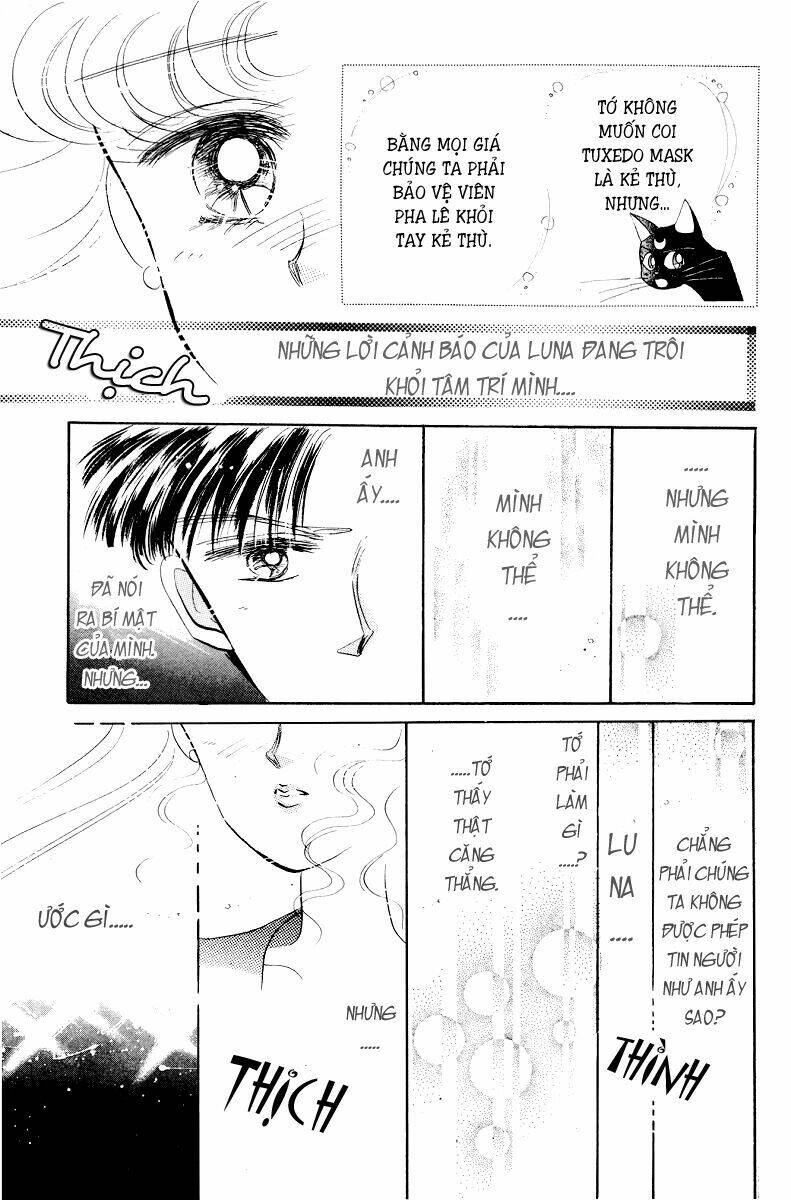 TỚ KHÔNG
MUỐN COI
TUXEDO MASK
LÀ KẺ THÙ,
NHƯNG...
BẰNG MỌI GIÁ
CHÚNG TA PHẢI
BẢO VỆ VIÊN
PHA LÊ KHỎI
TAY KẺ THÙ.
Thịch
NHỮNG LỜI CẢNH BÁO CỦA LUNA ĐANG TRÔI
KHỎI TÂM TRÍ MÌNH....
.....
NHƯNG
MÌNH
KHÔNG
THỂ.
MÌNH
KHÔNG
THỂ
....
ANH
ẤY....
ĐÃ NÓI
RA BÍ MẬT
CỦA MÌNH.
NHƯNG...
CHẲNG
PHẢI CHÚNG
TA KHÔNG
ĐƯỢC PHÉP
TIN NGƯỜI
NHƯ ANH ẤY
SAO?
LU
NA
....
THÌNH
TỚ
PHẢI
LÀM
GÌ
.....?
.....TỚ
THẤY
THẬT
CĂNG
THẲNG.
NHƯNG
.....
THỊCH
ƯỚC GÌ.....